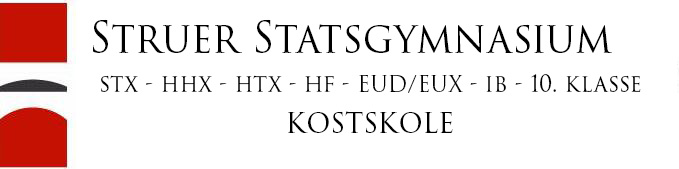 Struer Statsgymnasium
STX - HHX - HTX - HF - EUD/EUX - IB - 10. KLASSE
KOSTSKOLE